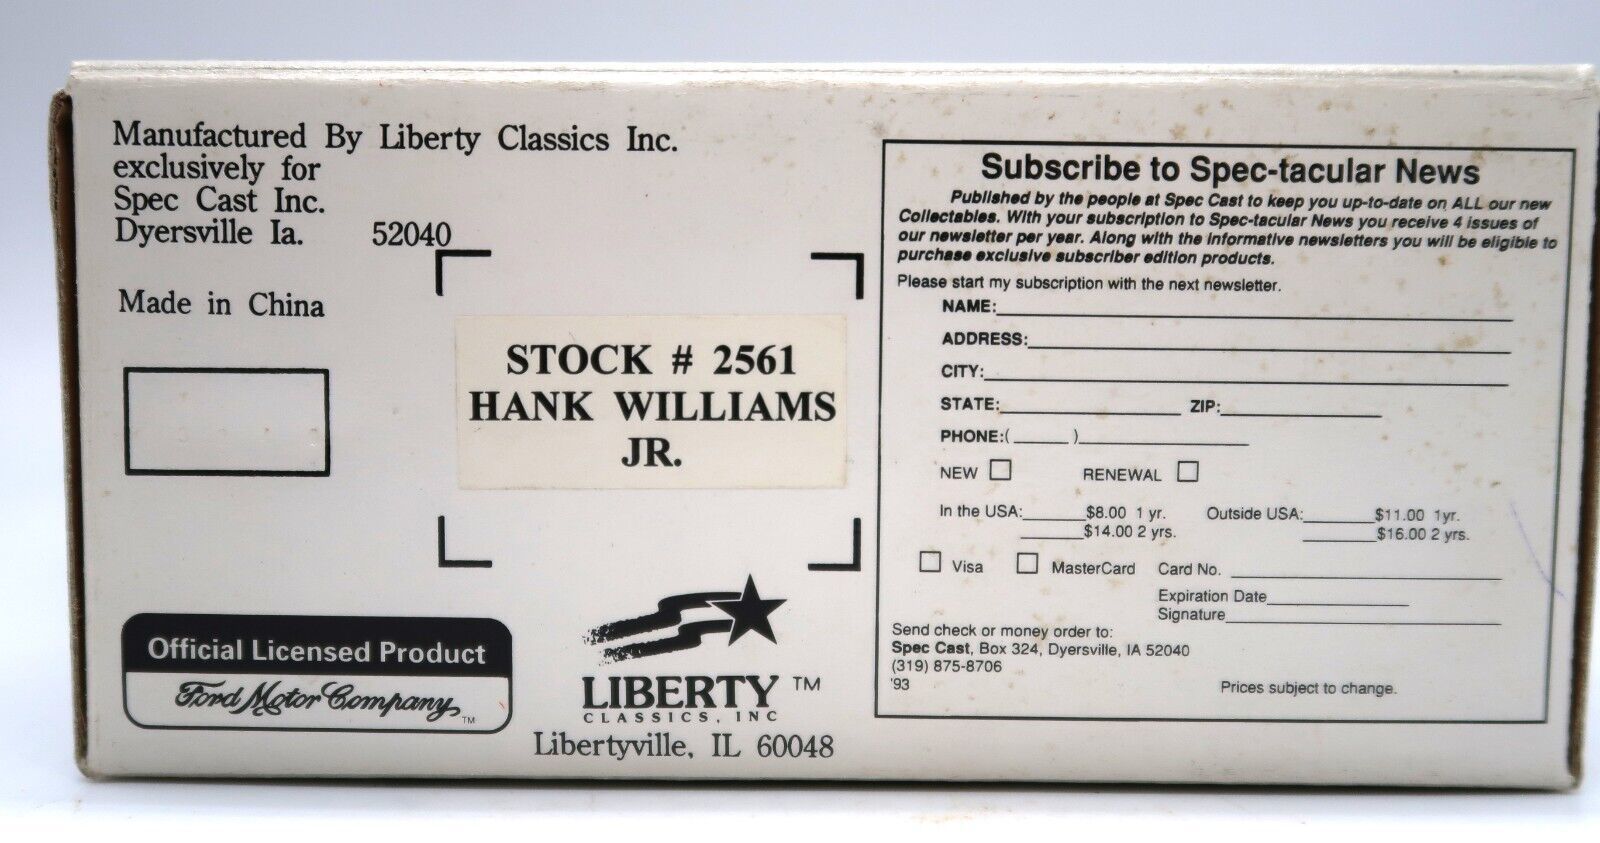 Manufactured By Liberty Classics Inc.
exclusively for
Spec Cast Inc.
Dyersville Ia. 52040
Made in China
STOCK # 2561
HANK WILLIAMS
JR.
Official Licensed Product
Ford Motor Company TM
LIBERTY TM
CLASSICS, INC
Libertyville, IL 60048
Subscribe to Spec-tacular News
Published by the people at Spec Cast to keep you up-to-date on ALL our new
Collectables. With your subscription to Spec-tacular News you receive 4 issues of
our newsletter per year. Along with the informative newsletters you will be eligible to
purchase exclusive subscriber edition products.
Please start my subscription with the next newsletter.
NAME:
ADDRESS:
CITY:
STATE: ZIP:
PHONE:( )
NEW RENEWAL
In the USA: $8.00 1 yr. Outside USA: $11.00 1yr.
$14.00 2 yrs. $16.00 2 yrs.
Visa MasterCard Card No.
Expiration Date
Signature
Send check or money order to:
Spec Cast, Box 324, Dyersville, IA 52040
(319) 875-8706
'93 Prices subject to change.